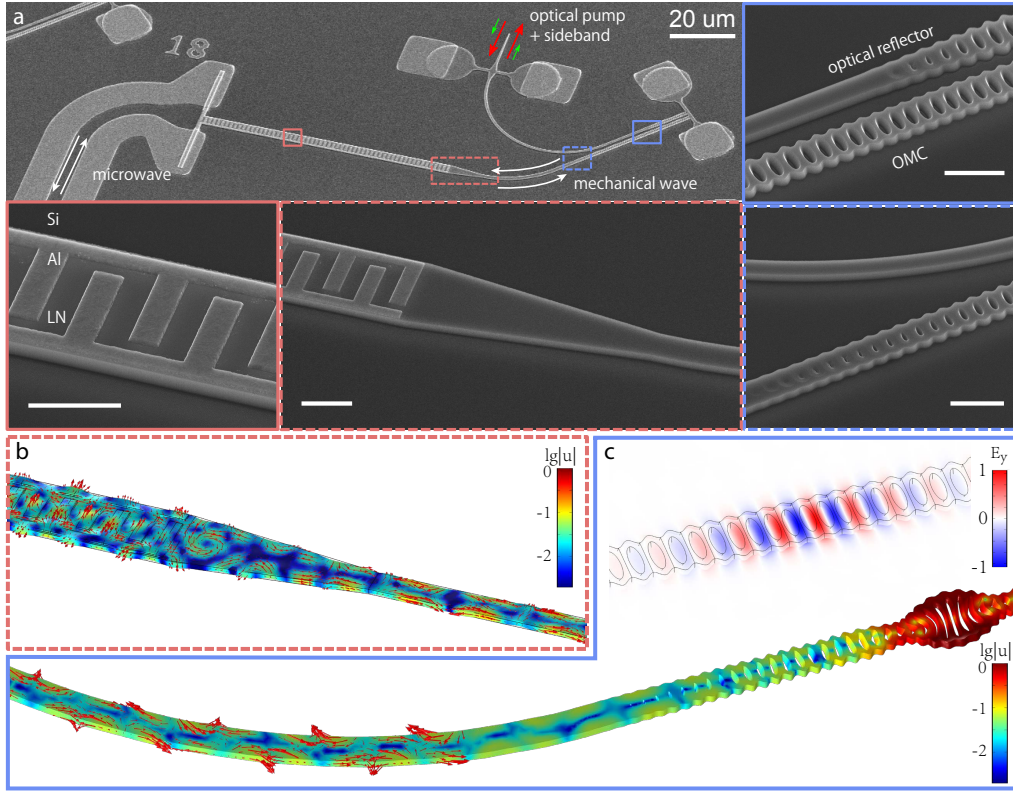 a
18
optical pump
+ sideband
20 um
microwave
mechanical wave
optical reflector
OMC
Si
Al
LN
b
lg|u|
0
-1
-2
c
E_y
1
0
-1
lg|u|
0
-1
-2